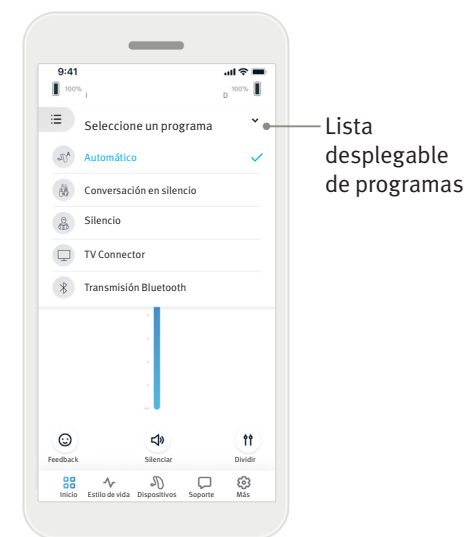 9:41
100% I
D 100%
Seleccione un programa
Automático
Conversación en silencio
Silencio
TV Connector
Transmisión Bluetooth
Feedback
Silenciar
Dividir
Inicio
Estilo de vida
Dispositivos
Soporte
Más
Lista
desplegable
de programas